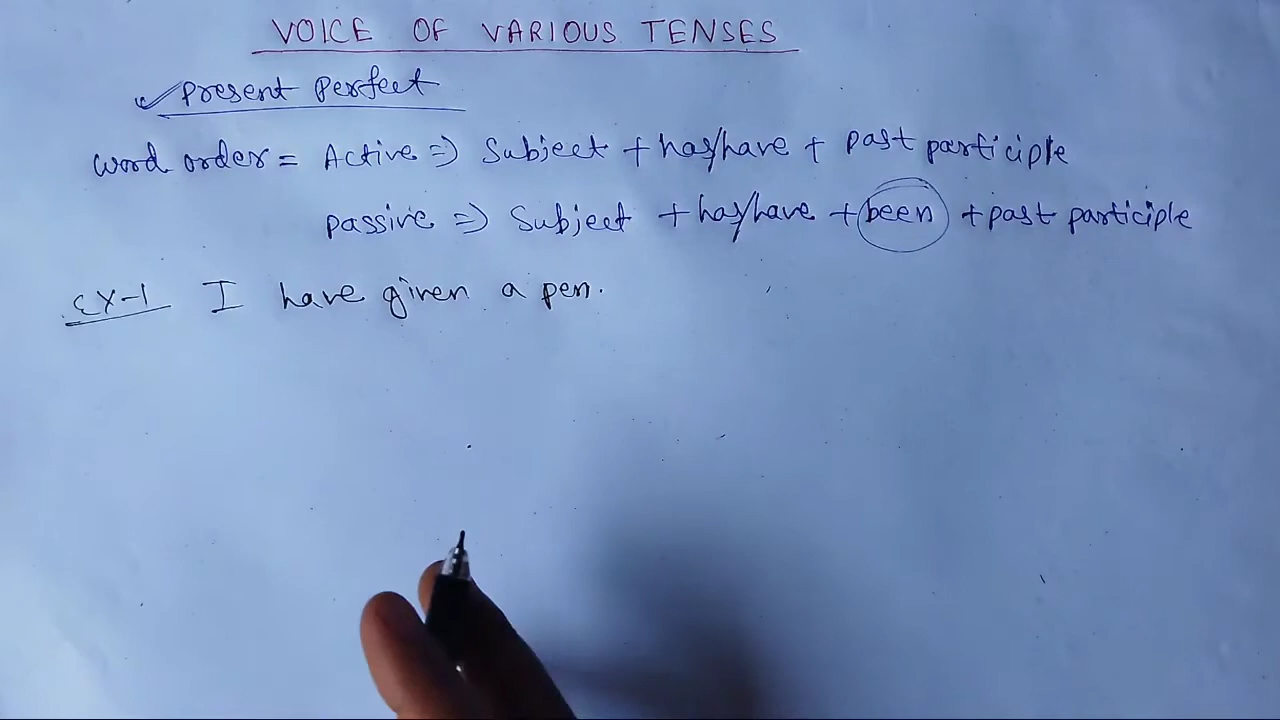 VOICE OF VARIOUS TENSES
Present Perfect
word order = Active => Subject + has/have + past participle
passive => Subject + has/have + been + past participle
EX-1 I have given a pen.